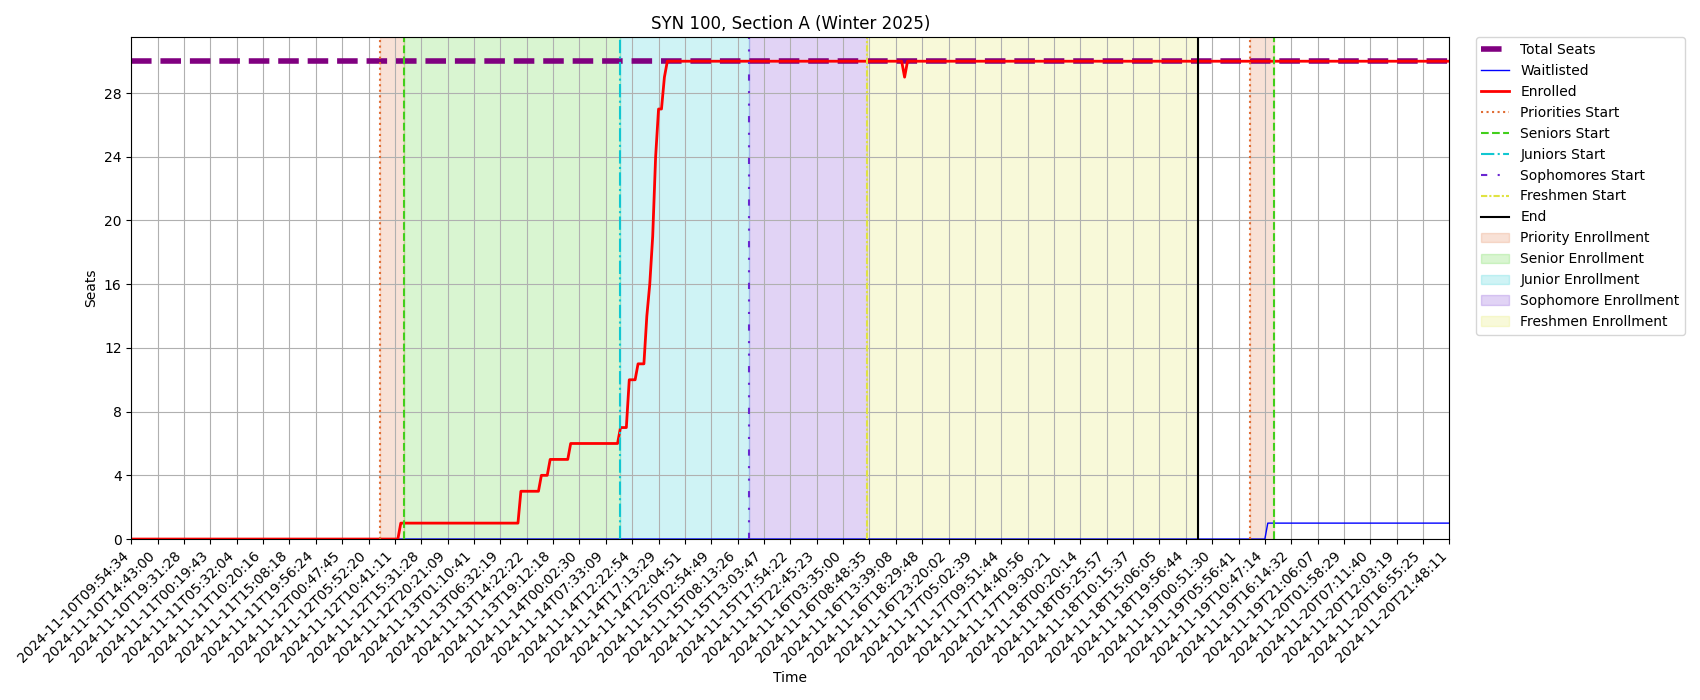 SYN 100, Section A (Winter 2025)
Total Seats
Waitlisted
Enrolled
Priorities Start
Seniors Start
Juniors Start
Sophomores Start
Freshmen Start
End
Priority Enrollment
Senior Enrollment
Junior Enrollment
Sophomore Enrollment
Freshmen Enrollment
Seats
28
24
20
16
12
8
4
0
2024-11-10T09:54:34
2024-11-10T14:43:00
2024-11-10T19:31:28
2024-11-11T00:19:43
2024-11-11T05:32:04
2024-11-11T10:20:16
2024-11-11T15:08:18
2024-11-11T19:56:24
2024-11-12T00:47:45
2024-11-12T05:52:20
2024-11-12T10:41:11
2024-11-12T15:31:28
2024-11-12T20:21:09
2024-11-13T01:10:41
2024-11-13T06:32:19
2024-11-13T14:22:22
2024-11-13T19:12:18
2024-11-14T00:02:30
2024-11-14T07:33:09
2024-11-14T12:22:54
2024-11-14T17:13:29
2024-11-14T22:04:51
2024-11-15T02:54:49
2024-11-15T08:13:26
2024-11-15T13:03:47
2024-11-15T17:54:22
2024-11-15T22:45:23
2024-11-16T03:35:00
2024-11-16T08:48:35
2024-11-16T13:39:08
2024-11-16T18:29:48
2024-11-16T23:20:02
2024-11-17T05:02:39
2024-11-17T09:51:44
2024-11-17T14:40:56
2024-11-17T19:30:21
2024-11-18T00:20:14
2024-11-18T05:25:57
2024-11-18T10:15:37
2024-11-18T15:06:05
2024-11-18T19:56:44
2024-11-19T00:51:30
2024-11-19T05:56:41
2024-11-19T10:47:14
2024-11-19T16:14:32
2024-11-19T21:06:07
2024-11-20T01:58:29
2024-11-20T07:11:40
2024-11-20T12:03:19
2024-11-20T16:55:25
2024-11-20T21:48:11
Time